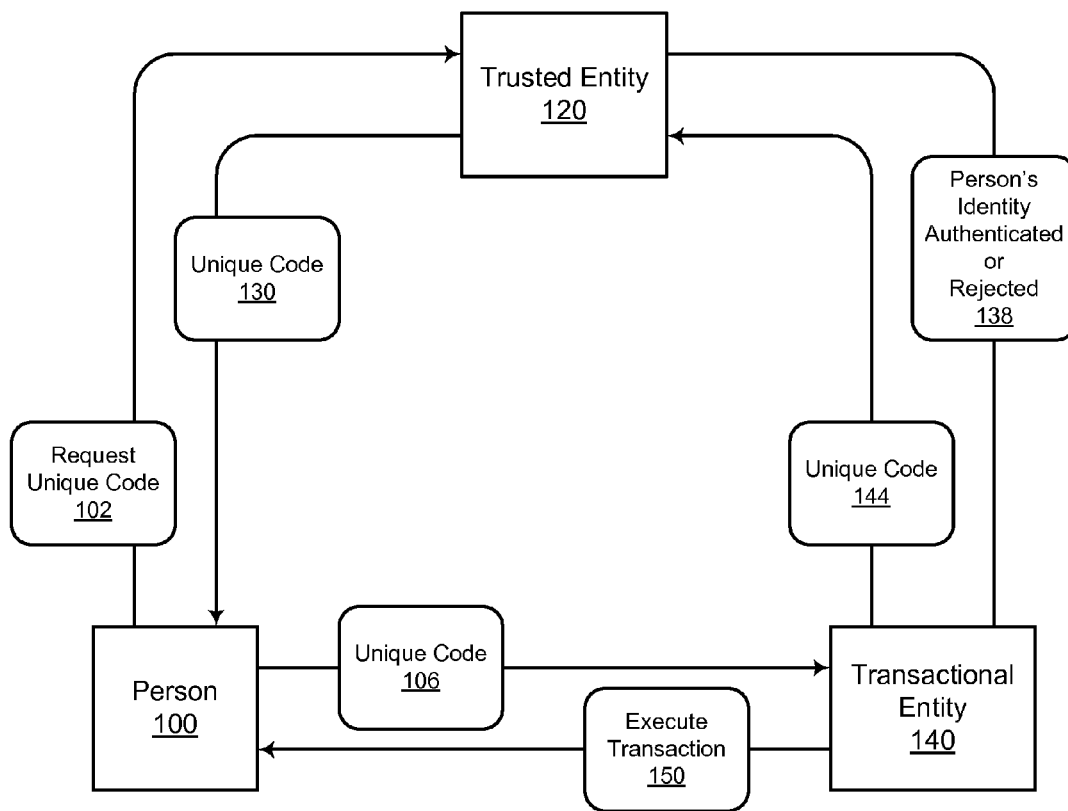 Trusted Entity
120
Person's
Identity
Authenticated
or
Rejected
138
Unique Code
130
Request
Unique Code
102
Unique Code
144
Person
100
Unique Code
106
Execute
Transaction
150
Transactional
Entity
140